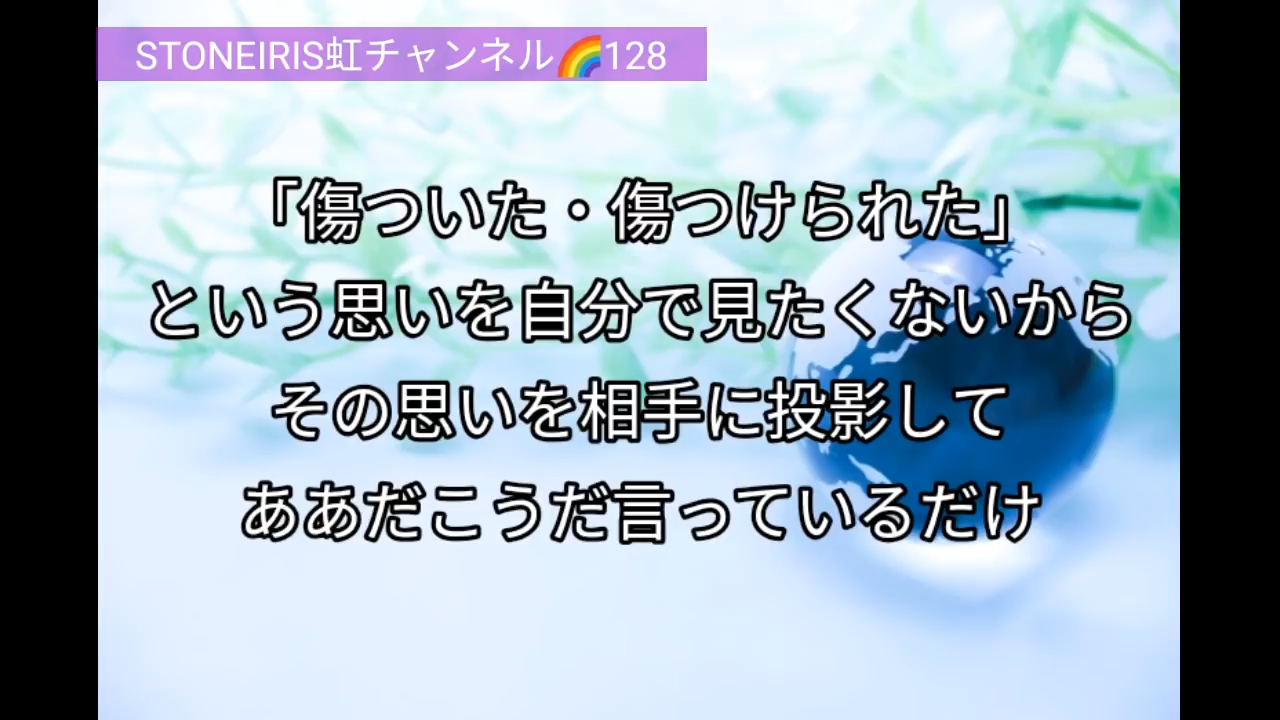 STONEIRIS虹チャンネル🌈128
「傷ついた・傷つけられた」
という思いを自分で見たくないから
その思いを相手に投影して
ああだこうだ言っているだけ